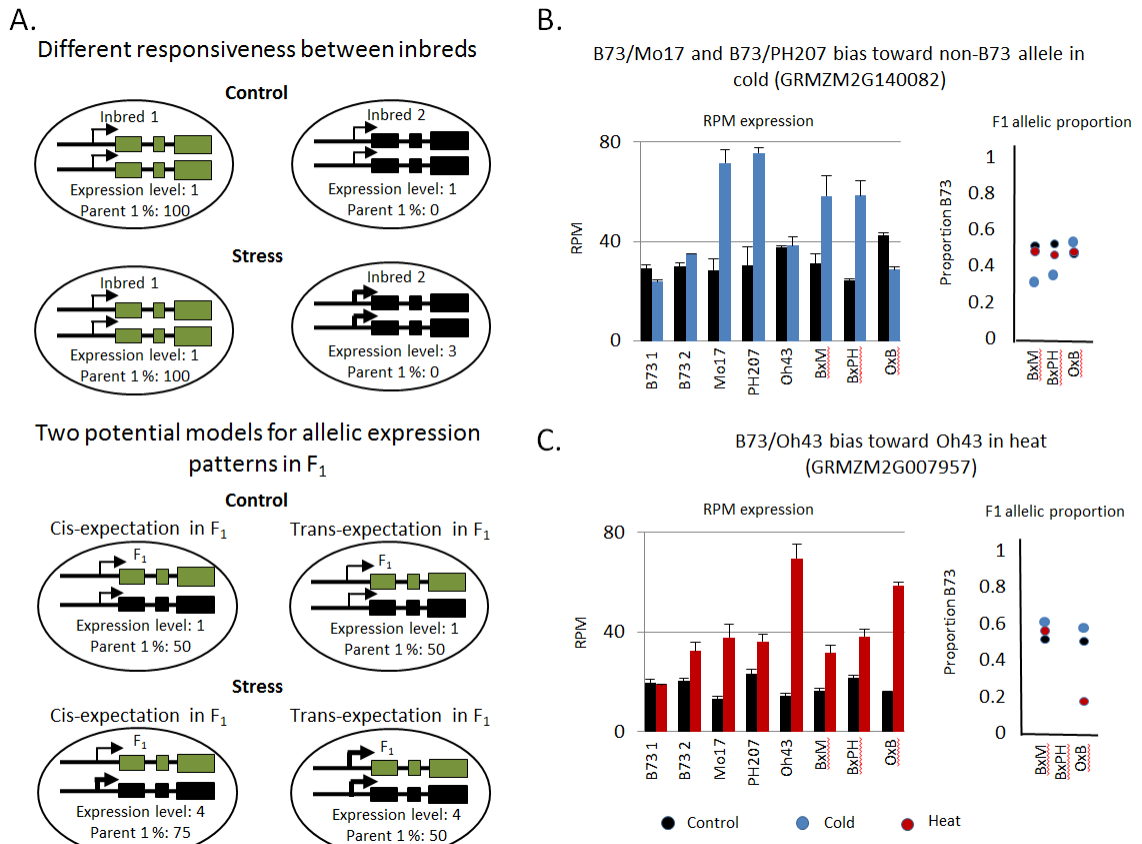 A.
Different responsiveness between inbreds
Control
Inbred 1
Expression level: 1
Parent 1 %: 100
Inbred 2
Expression level: 1
Parent 1 %: 0
Stress
Inbred 1
Expression level: 1
Parent 1 %: 100
Inbred 2
Expression level: 3
Parent 1 %: 0
Two potential models for allelic expression
patterns in F1
Control
Cis-expectation in F1
F1
Expression level: 1
Parent 1 %: 50
Trans-expectation in F1
F1
Expression level: 1
Parent 1 %: 50
Stress
Cis-expectation in F1
F1
Expression level: 4
Parent 1 %: 75
Trans-expectation in F1
F1
Expression level: 4
Parent 1 %: 50
B.
B73/Mo17 and B73/PH207 bias toward non-B73 allele in
cold (GRMZM2G140082)
RPM expression
RPM
80
40
0
B73 1
B73 2
Mo17
PH207
Oh43
BxM
BxPH
OxB
F1 allelic proportion
Proportion B73
1
0.8
0.6
0.4
0.2
0
BxM
BxPH
OxB
C.
B73/Oh43 bias toward Oh43 in heat
(GRMZM2G007957)
RPM expression
RPM
80
40
0
B73 1
B73 2
Mo17
PH207
Oh43
BxM
BxPH
OxB
F1 allelic proportion
Proportion B73
1
0.8
0.6
0.4
0.2
0
BxM
BxPH
OxB
Control
Cold
Heat